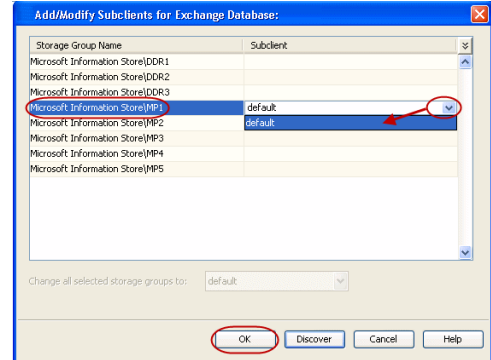 Add/Modify Subclients for Exchange Database:
Storage Group Name Subclient
Microsoft Information Store\DDR1
Microsoft Information Store\DDR2
Microsoft Information Store\DDR3
Microsoft Information Store\MP1 default
Microsoft Information Store\MP2 default
Microsoft Information Store\MP3
Microsoft Information Store\MP4
Microsoft Information Store\MP5
Change all selected storage groups to: default
OK Discover Cancel Help